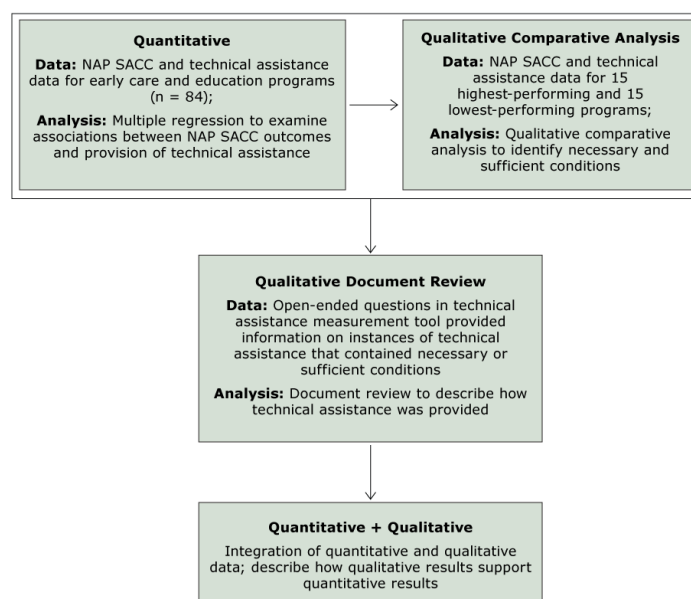 Quantitative
Data: NAP SACC and technical assistance
data for early care and education programs
(n = 84);
Analysis: Multiple regression to examine
associations between NAP SACC outcomes
and provision of technical assistance
Qualitative Comparative Analysis
Data: NAP SACC and technical
assistance data for 15
highest-performing and 15
lowest-performing programs;
Analysis: Qualitative comparative
analysis to identify necessary and
sufficient conditions
Qualitative Document Review
Data: Open-ended questions in technical
assistance measurement tool provided
information on instances of technical
assistance that contained necessary or
sufficient conditions
Analysis: Document review to describe how
technical assistance was provided
Quantitative + Qualitative
Integration of quantitative and qualitative
data; describe how qualitative results support
quantitative results